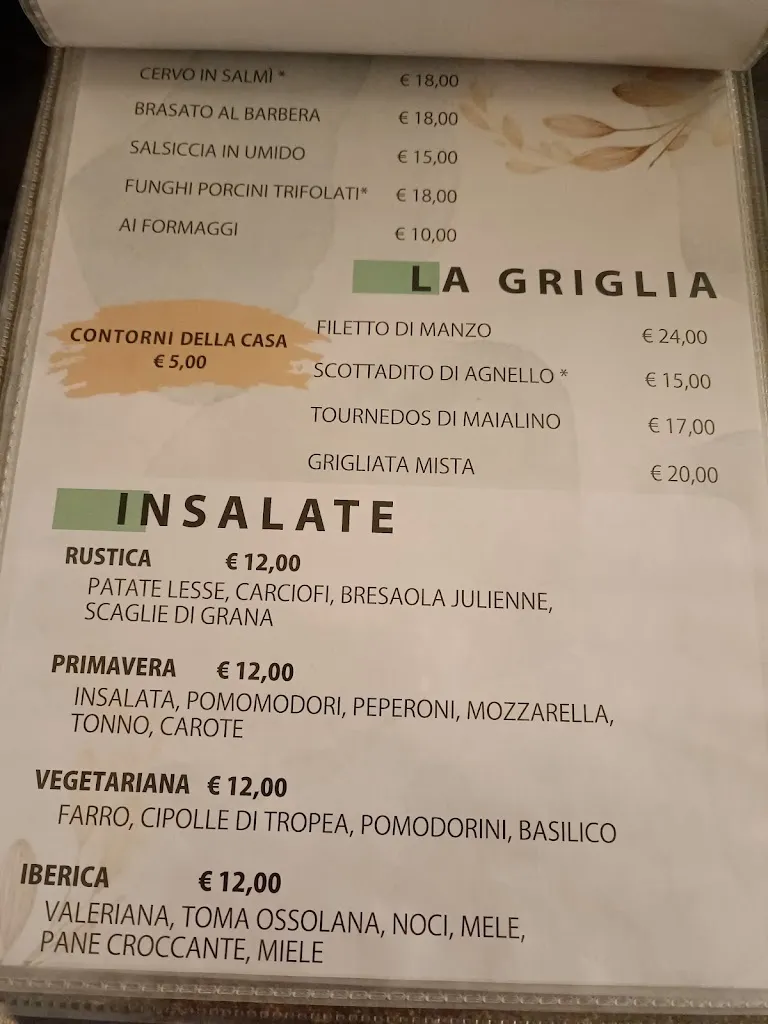 CERVO IN SALMÌ * € 18,00
BRASATO AL BARBERA € 18,00
SALSICCIA IN UMIDO € 15,00
FUNGHI PORCINI TRIFOLATI* € 18,00
AI FORMAGGI € 10,00
LA GRIGLIA
CONTORNI DELLA CASA
€ 5,00
FILETTO DI MANZO € 24,00
SCOTTADITO DI AGNELLO * € 15,00
TOURNEDOS DI MAIALINO € 17,00
GRIGLIATA MISTA € 20,00
INSALATE
RUSTICA € 12,00
PATATE LESSE, CARCIOFI, BRESAOLA JULIENNE,
SCAGLIE DI GRANA
PRIMAVERA € 12,00
INSALATA, POMOMODORI, PEPERONI, MOZZARELLA,
TONNO, CAROTE
VEGETARIANA € 12,00
FARRO, CIPOLLE DI TROPEA, POMODORINI, BASILICO
IBERICA € 12,00
VALERIANA, TOMA OSSOLANA, NOCI, MELE,
PANE CROCCANTE, MIELE